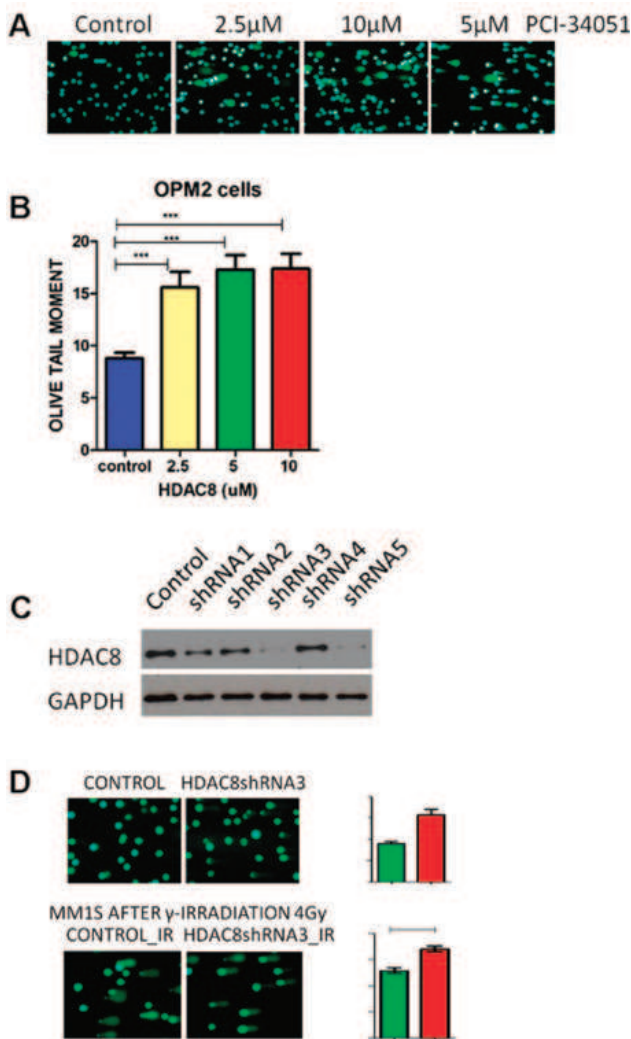 A
Control 2.5µM 10µM 5µM PCI-34051
B
OPM2 cells
***
***
***
OLIVE TAIL MOMENT
20
15
10
5
0
control 2.5 5 10
HDAC8 (uM)
C
Control shRNA1 shRNA2 shRNA3 shRNA4 shRNA5
HDAC8
GAPDH
D
CONTROL HDAC8shRNA3
MM1S AFTER γ-IRRADIATION 4Gy
CONTROL_IR HDAC8shRNA3_IR